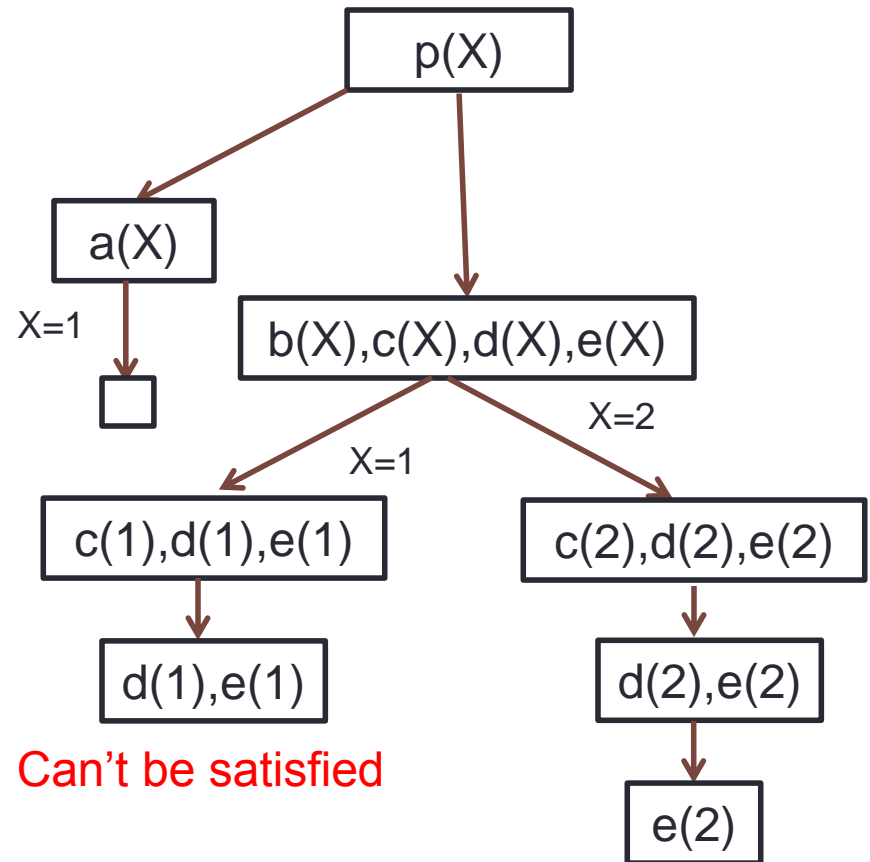 p(X)
a(X)
X=1
b(X),c(X),d(X),e(X)
X=2
X=1
c(1),d(1),e(1)
c(2),d(2),e(2)
d(1),e(1)
d(2),e(2)
Can't be satisfied
e(2)